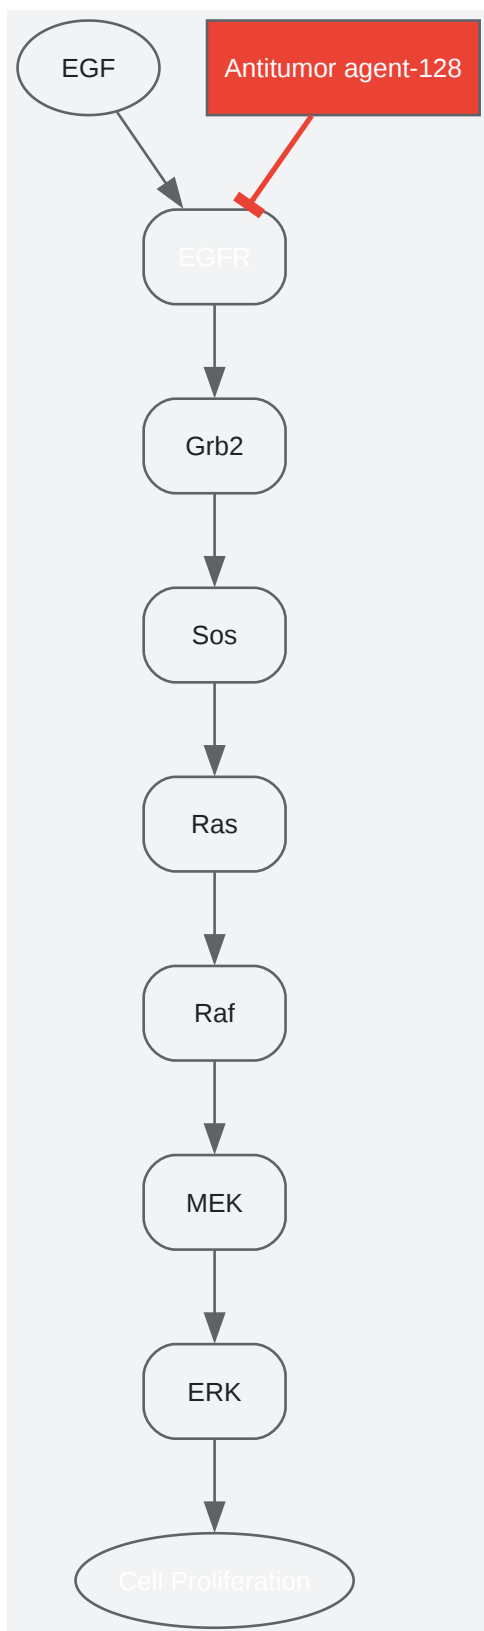 EGF
Antitumor agent-128
EGFR
Grb2
Sos
Ras
Raf
MEK
ERK
Cell Proliferation